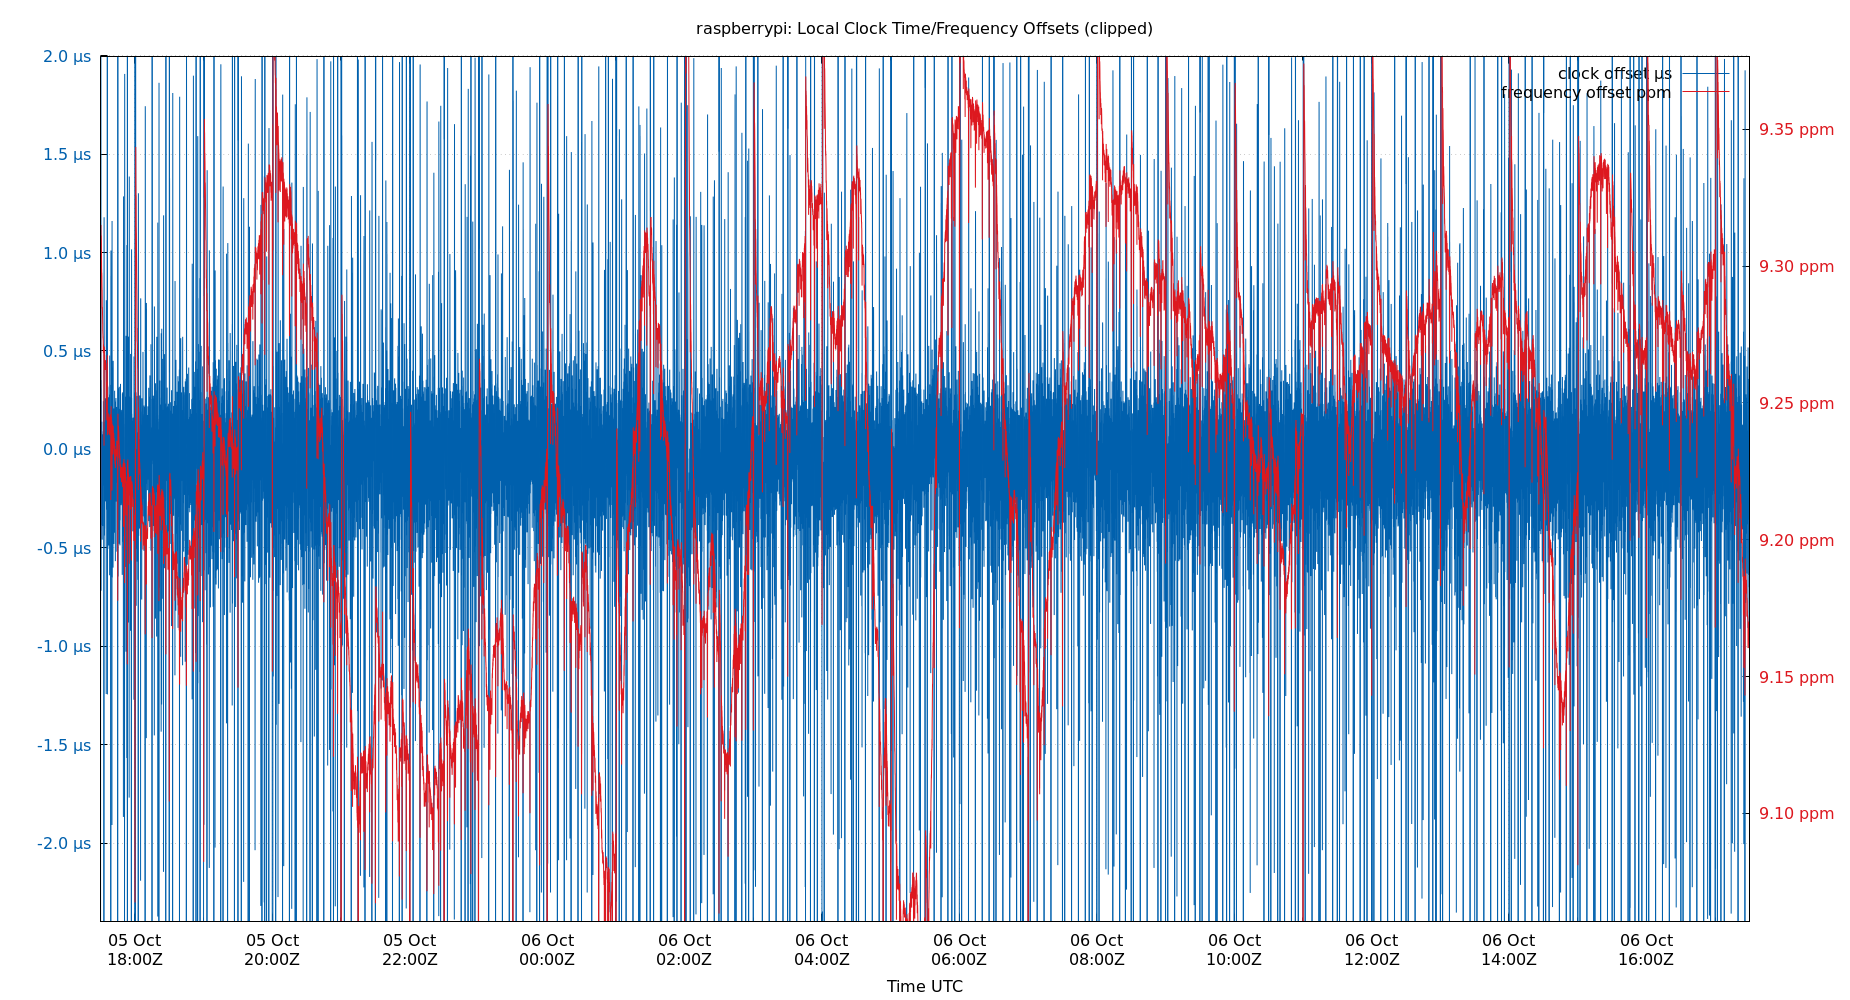 raspberrypi: Local Clock Time/Frequency Offsets (clipped)
clock offset µs
frequency offset ppm
2.0 µs
1.5 µs
1.0 µs
0.5 µs
0.0 µs
-0.5 µs
-1.0 µs
-1.5 µs
-2.0 µs
9.35 ppm
9.30 ppm
9.25 ppm
9.20 ppm
9.15 ppm
9.10 ppm
05 Oct 05 Oct 05 Oct 06 Oct 06 Oct 06 Oct 06 Oct 06 Oct 06 Oct 06 Oct 06 Oct 06 Oct
18:00Z 20:00Z 22:00Z 00:00Z 02:00Z 04:00Z 06:00Z 08:00Z 10:00Z 12:00Z 14:00Z 16:00Z
Time UTC